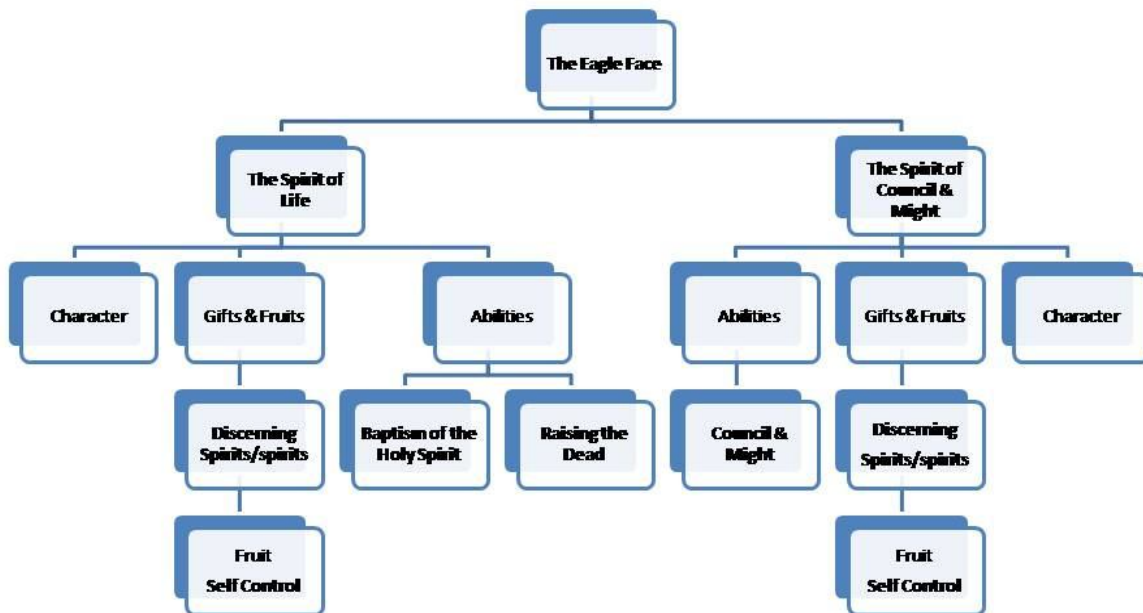 The Eagle Face
The Spirit of
Life
The Spirit of
Council &
Might
Character
Gifts & Fruits
Abilities
Abilities
Gifts & Fruits
Character
Discerning
Spirits/spirits
Baptism of the
Holy Spirit
Raising the
Dead
Council &
Might
Discerning
Spirits/spirits
Fruit
Self Control
Fruit
Self Control